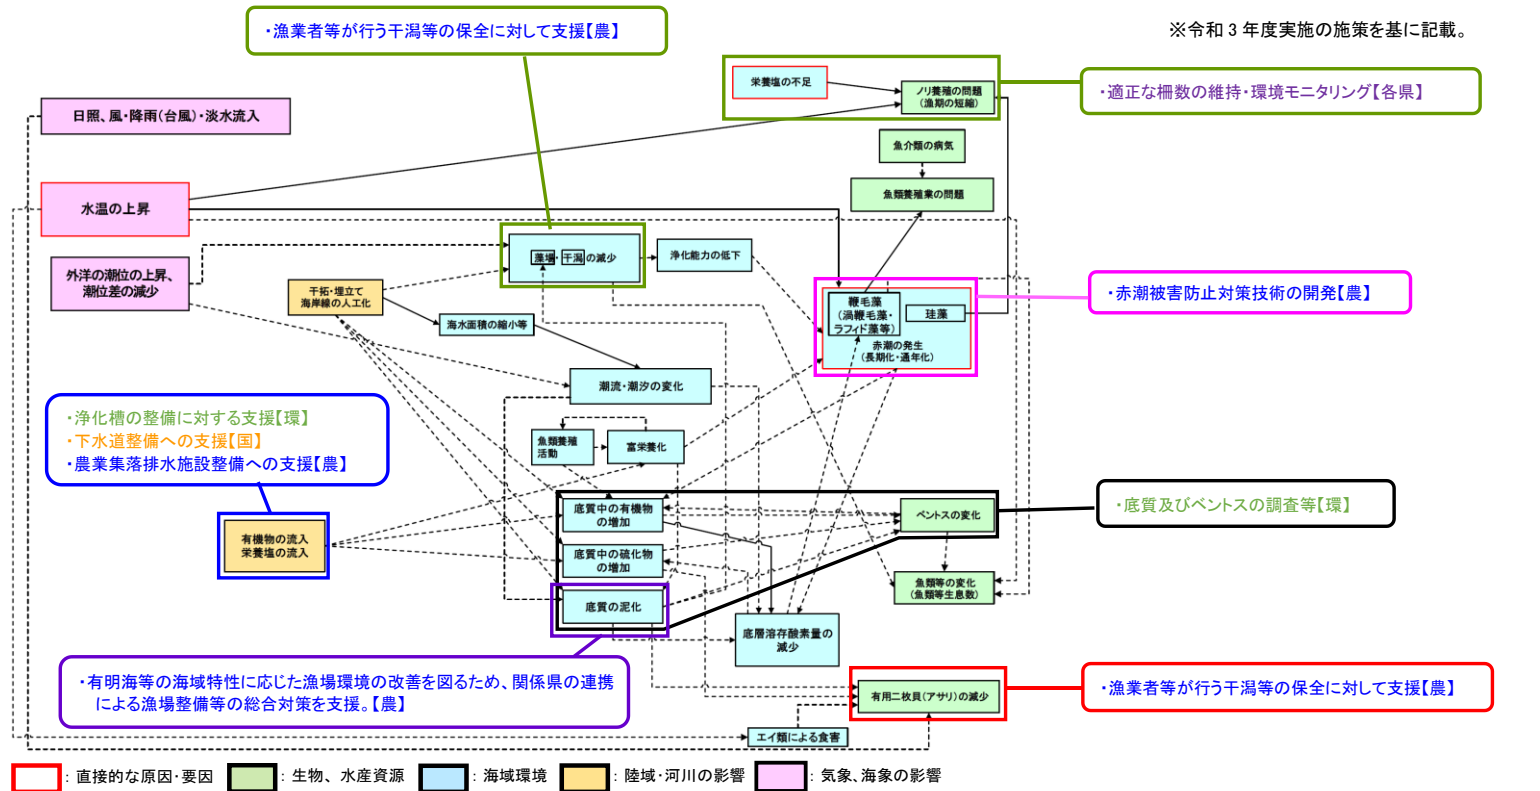 ・漁業者等が行う干潟等の保全に対して支援【農】
※令和3年度実施の施策を基に記載。
栄養塩の不足
ノリ養殖の問題
(漁期の短縮)
・適正な柵数の維持・環境モニタリング【各県】
日照、風・降雨(台風)・淡水流入
魚介類の病気
魚類養殖業の問題
水温の上昇
藻場・干潟の減少
浄化能力の低下
外洋の潮位の上昇、
潮位差の減少
干拓・埋立て
海岸線の人工化
海水面積の縮小等
鞭毛藻
(渦鞭毛藻・
ラフィド藻等)
珪藻
赤潮の発生
(長期化・通年化)
・赤潮被害防止対策技術の開発【農】
潮流・潮汐の変化
・浄化槽の整備に対する支援【環】
・下水道整備への支援【国】
・農業集落排水施設整備への支援【農】
魚類養殖
活動
富栄養化
有機物の流入
栄養塩の流入
底質中の有機物
の増加
ベントスの変化
・底質及びベントスの調査等【環】
底質中の硫化物
の増加
魚類等の変化
(魚類等生息数)
底質の泥化
底層溶存酸素量の
減少
・有明海等の海域特性に応じた漁場環境の改善を図るため、関係県の連携
による漁場整備等の総合対策を支援。【農】
有用二枚貝(アサリ)の減少
・漁業者等が行う干潟等の保全に対して支援【農】
エイ類による食害
:直接的な原因・要因
:生物、水産資源
:海域環境
:陸域・河川の影響
:気象、海象の影響